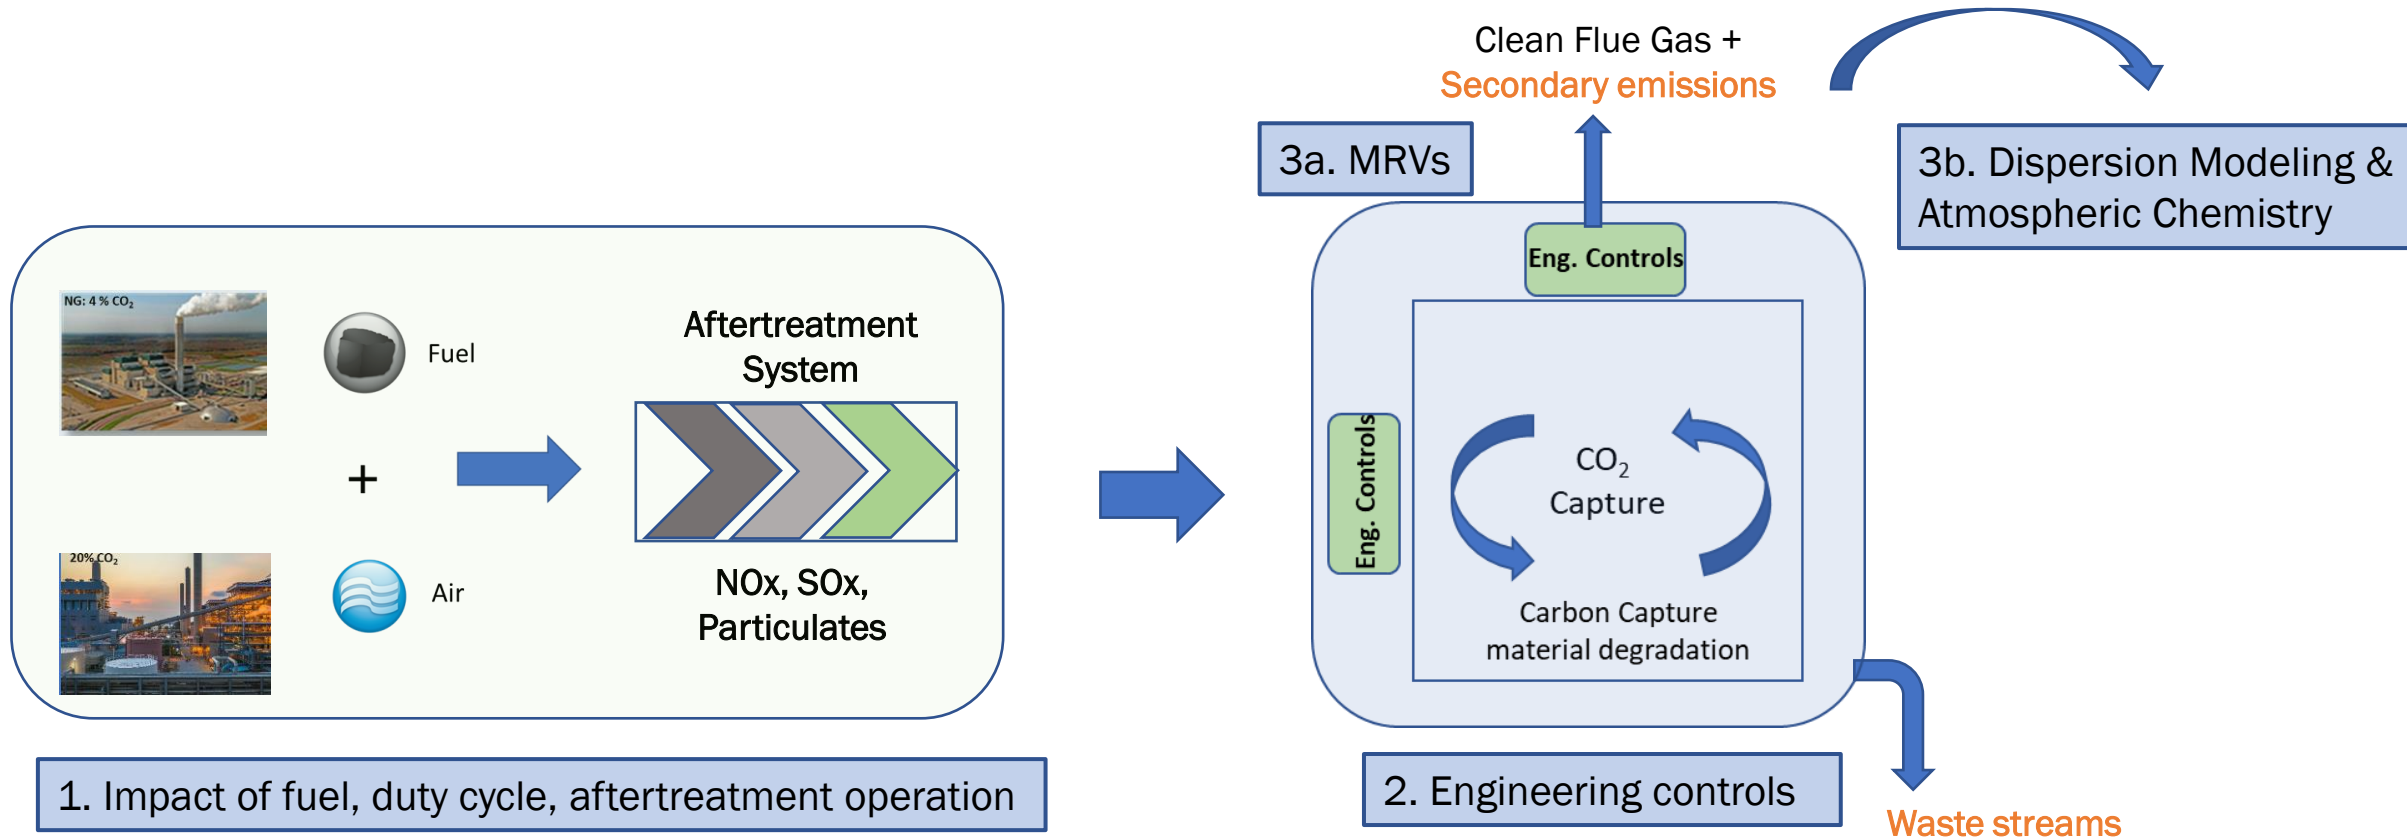 Clean Flue Gas +
Secondary emissions
3a. MRVs
3b. Dispersion Modeling &
Atmospheric Chemistry
Eng. Controls
NG: 4 % CO₂
Fuel
+
20% CO₂
Air
Aftertreatment
System
NOx, SOx,
Particulates
Eng. Controls
CO₂
Capture
Carbon Capture
material degradation
1. Impact of fuel, duty cycle, aftertreatment operation
2. Engineering controls
Waste streams